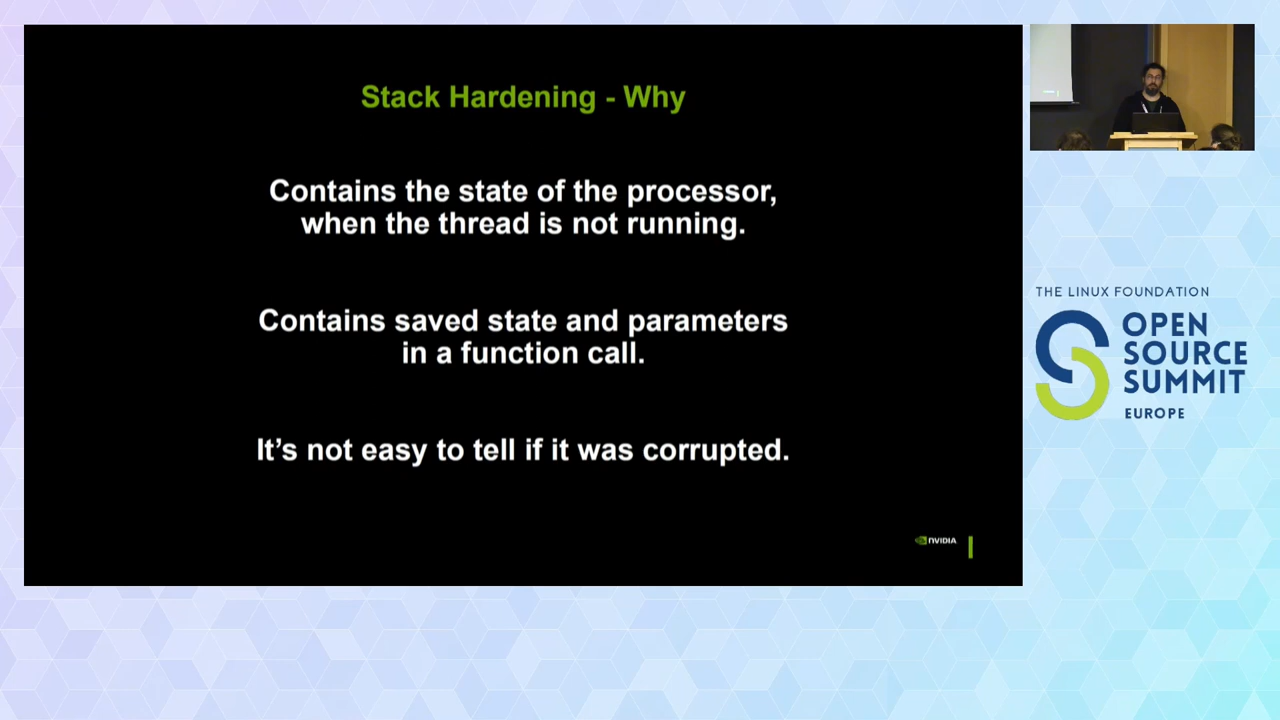 Stack Hardening - Why
Contains the state of the processor,
when the thread is not running.
Contains saved state and parameters
in a function call.
It's not easy to tell if it was corrupted.
NVIDIA
THE LINUX FOUNDATION
OPEN
SOURCE
SUMMIT
EUROPE